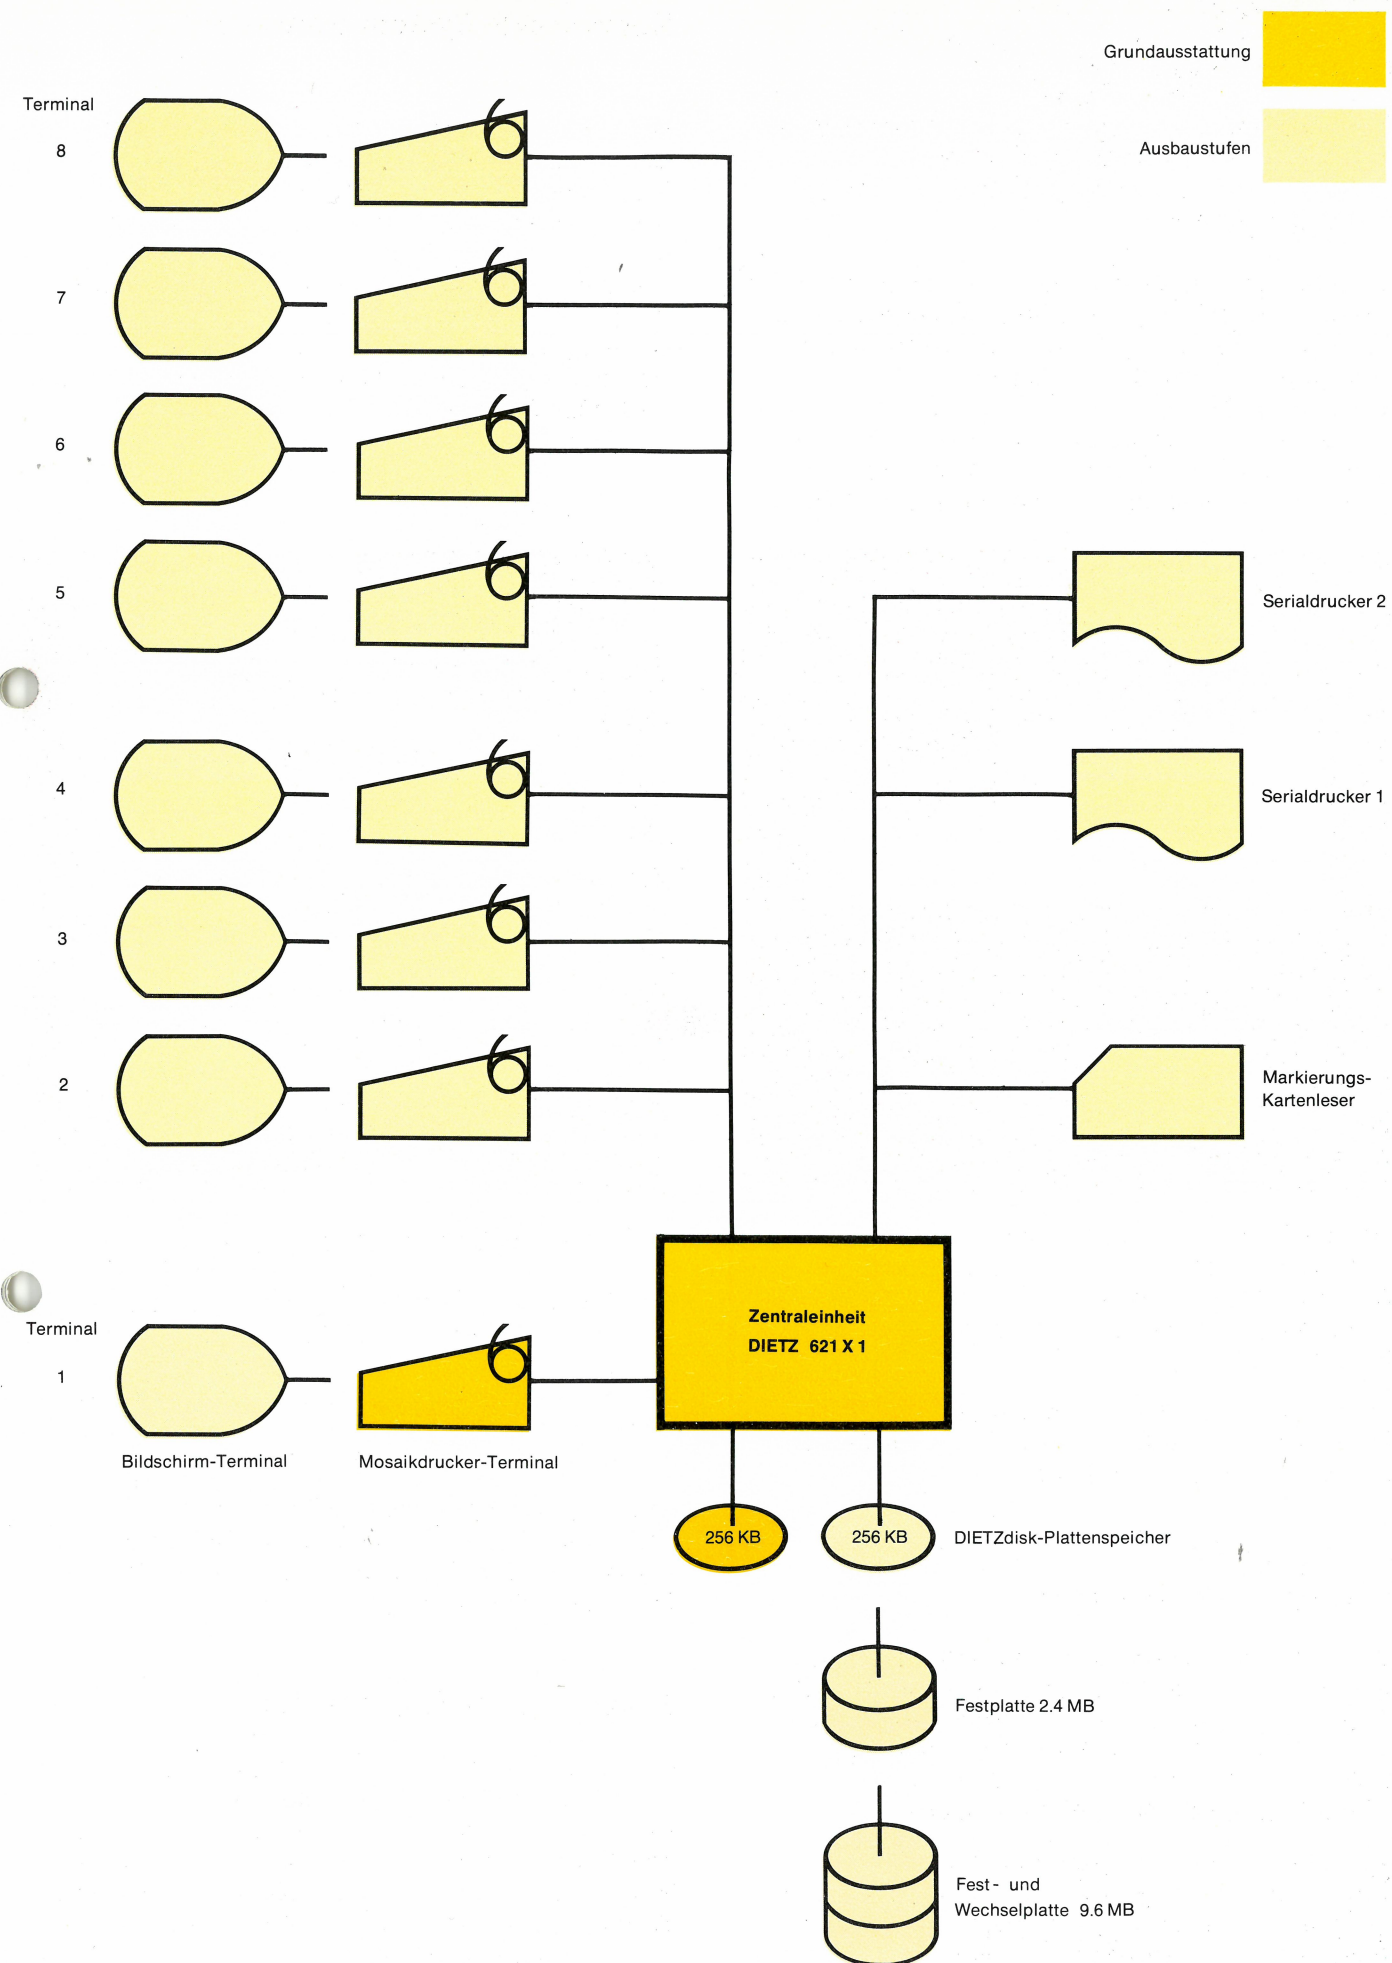 Grundausstattung
Ausbaustufen
Terminal
8
7
6
5
Serialdrucker 2
4
Serialdrucker 1
3
2
Markierungs-
Kartenleser
Zentraleinheit
DIETZ 621 X 1
Terminal
1
Bildschirm-Terminal
Mosaikdrucker-Terminal
256 KB
256 KB
DIETZdisk-Plattenspeicher
Festplatte 2.4 MB
Fest- und
Wechselplatte 9.6 MB